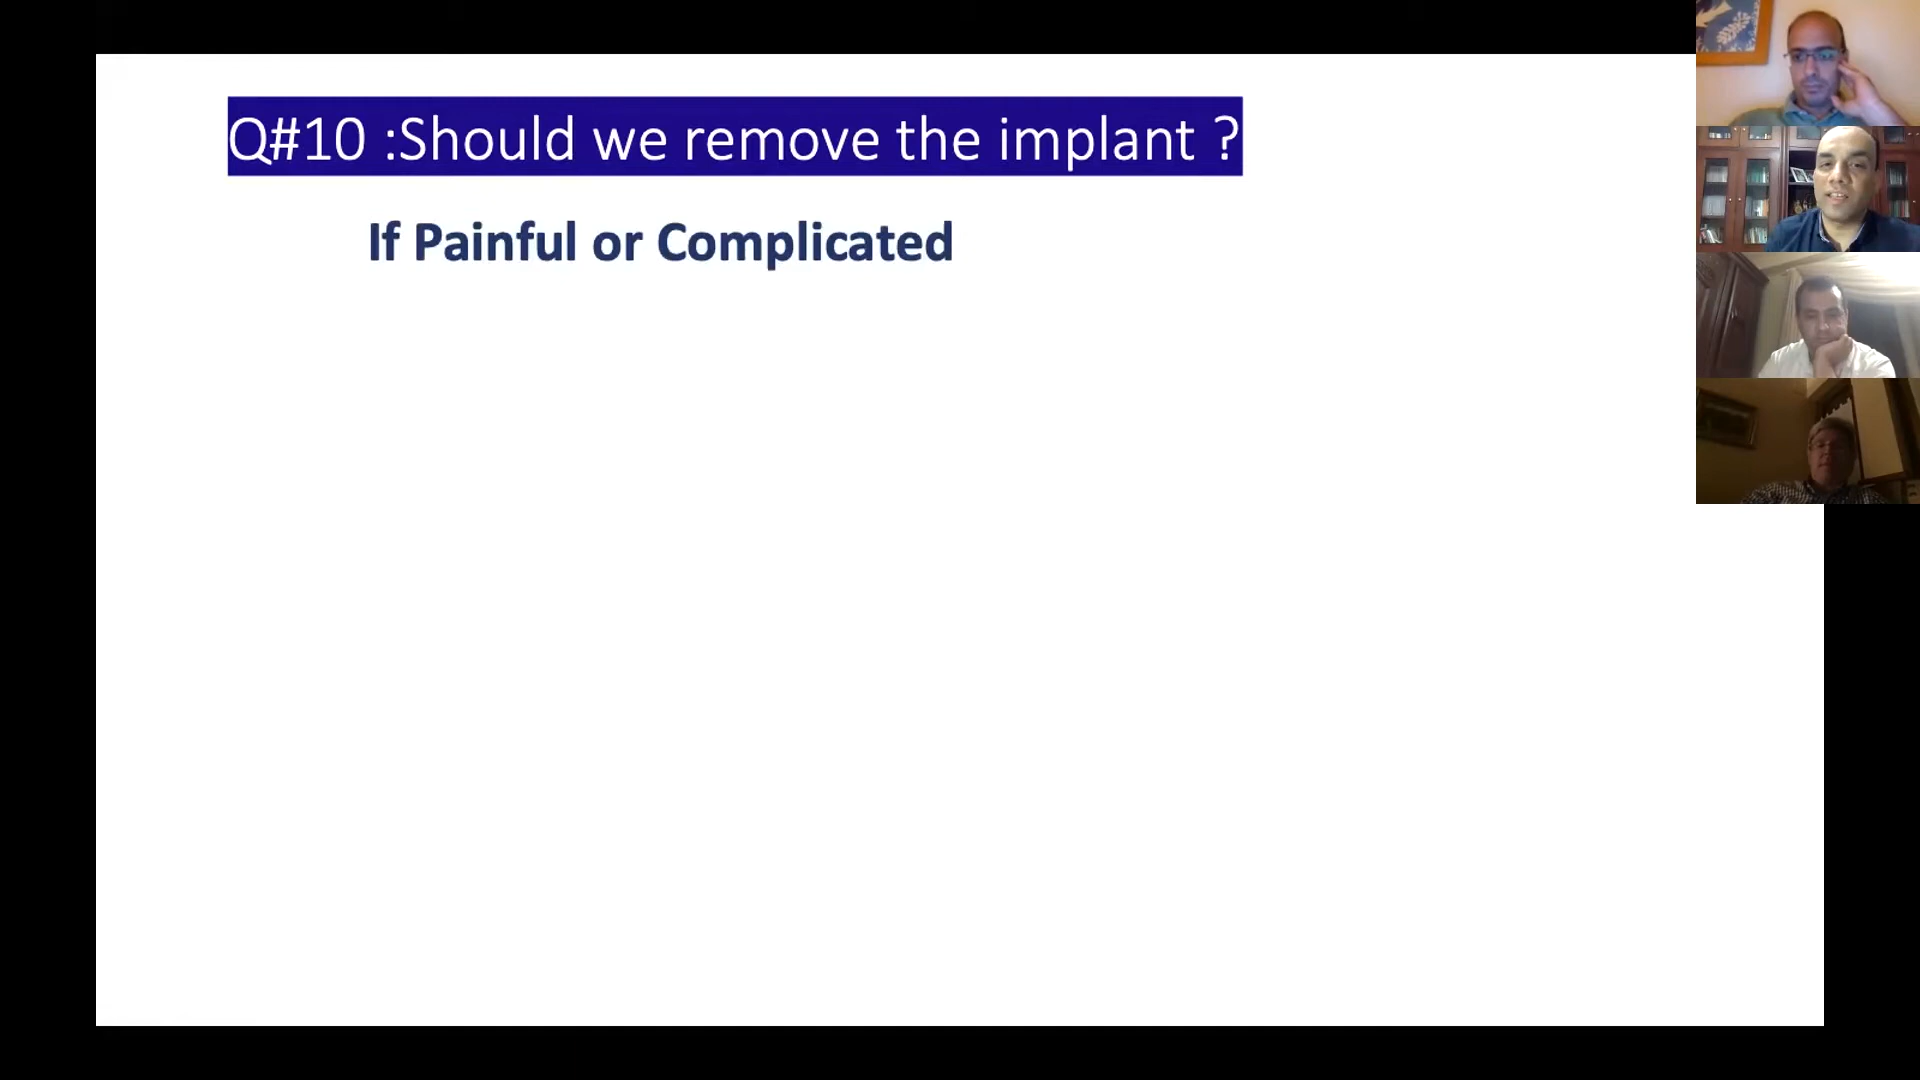 Q#10 :Should we remove the implant ?
If Painful or Complicated